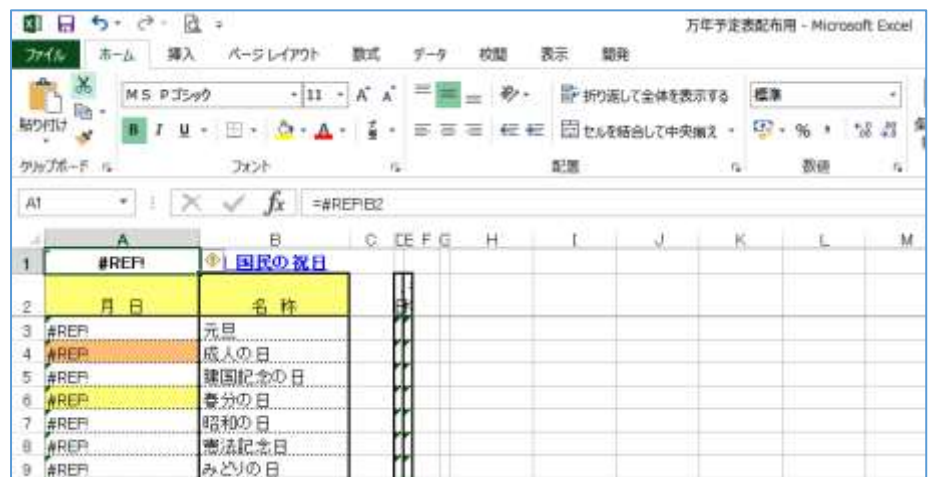 万年予定表配布用 - Microsoft Excel
ファイル ホーム 挿入 ページ レイアウト 数式 データ 校閲 表示 開発
MS Pゴシック 11 A A 折り返して全体を表示する 標準
貼り付け B I U A セルを結合して中央揃え % ,
クリップボード フォント 配置 数値
A1 fx =#REF!B2
A B C D E F G H I J K L M
1 #REF! 国民の祝日
2 月 日 名 称
3 #REF! 元旦
4 #REF! 成人の日
5 #REF! 建国記念の日
6 #REF! 春分の日
7 #REF! 昭和の日
8 #REF! 憲法記念日
9 #REF! みどりの日